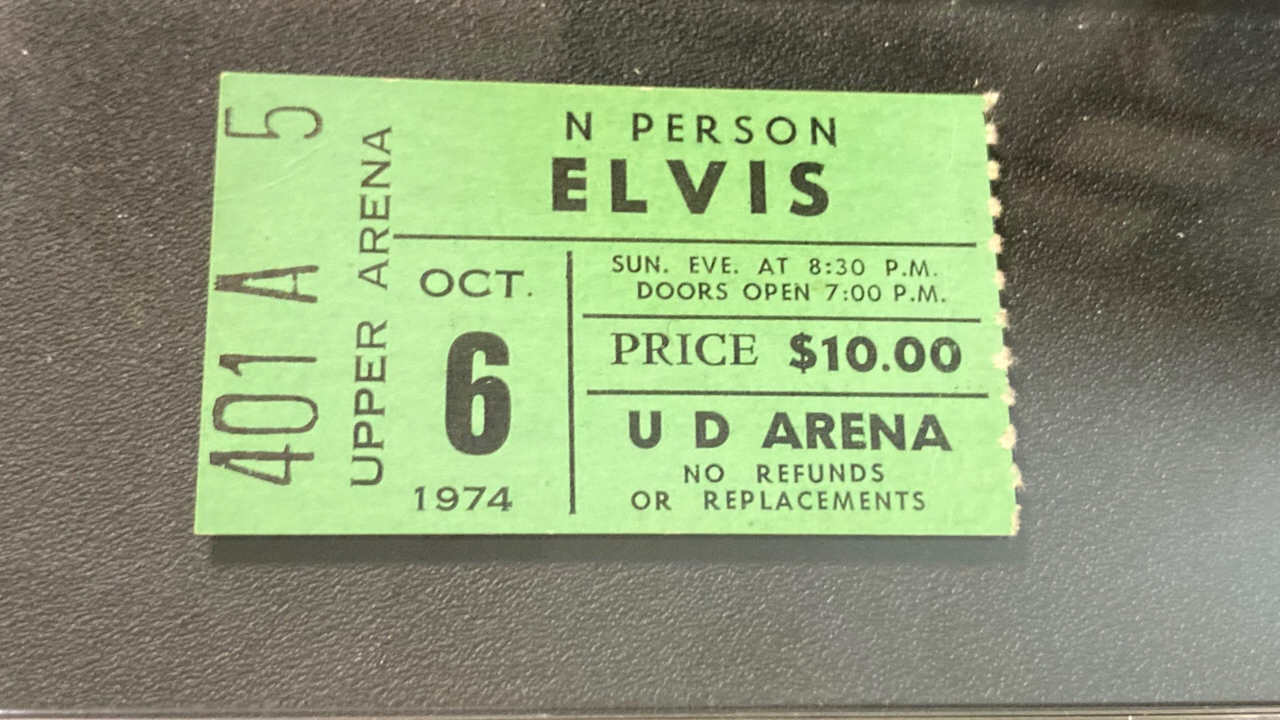 401 A 5
UPPER ARENA
N PERSON
ELVIS
OCT.
6
1974
SUN. EVE. AT 8:30 P.M.
DOORS OPEN 7:00 P.M.
PRICE $10.00
U D ARENA
NO REFUNDS
OR REPLACEMENTS